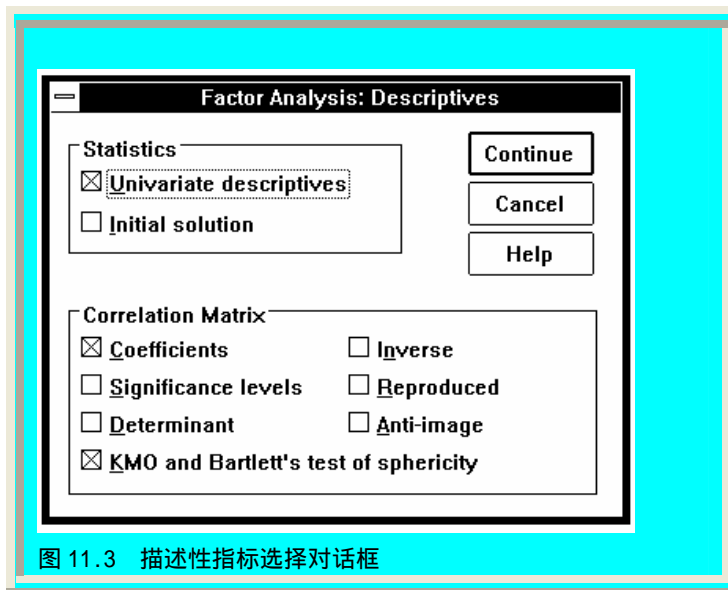 Factor Analysis: Descriptives
Statistics
Univariate descriptives
Initial solution
Continue
Cancel
Help
Correlation Matrix
Coefficients
Inverse
Significance levels
Reproduced
Determinant
Anti-image
KMO and Bartlett's test of sphericity
图 11.3 描述性指标选择对话框